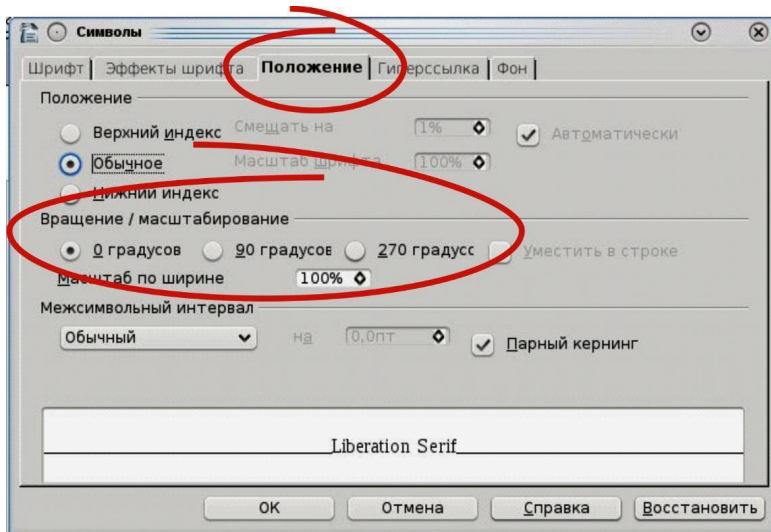 Символы
Шрифт Эффекты шрифта Положение Гиперссылка Фон
Положение
Верхний индекс Смещать на 1% Автоматически
Обычное Масштаб шрифта 100%
Нижний индекс
Вращение / масштабирование
0 градусов 90 градусов 270 градусс Уместить в строке
Масштаб по ширине 100%
Межсимвольный интервал
Обычный на 0,0пт Парный кернинг
Liberation Serif
ОК Отмена Справка Восстановить